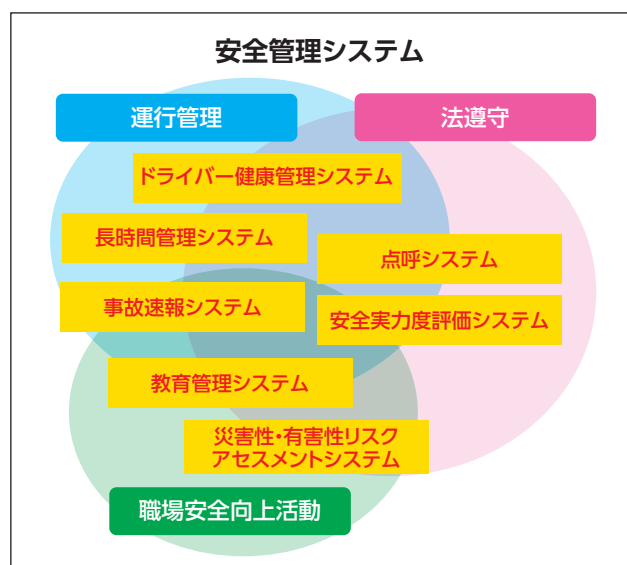 安全管理システム
運行管理
法遵守
ドライバー健康管理システム
長時間管理システム
点呼システム
事故速報システム
安全実力度評価システム
教育管理システム
災害性・有害性リスク
アセスメントシステム
職場安全向上活動